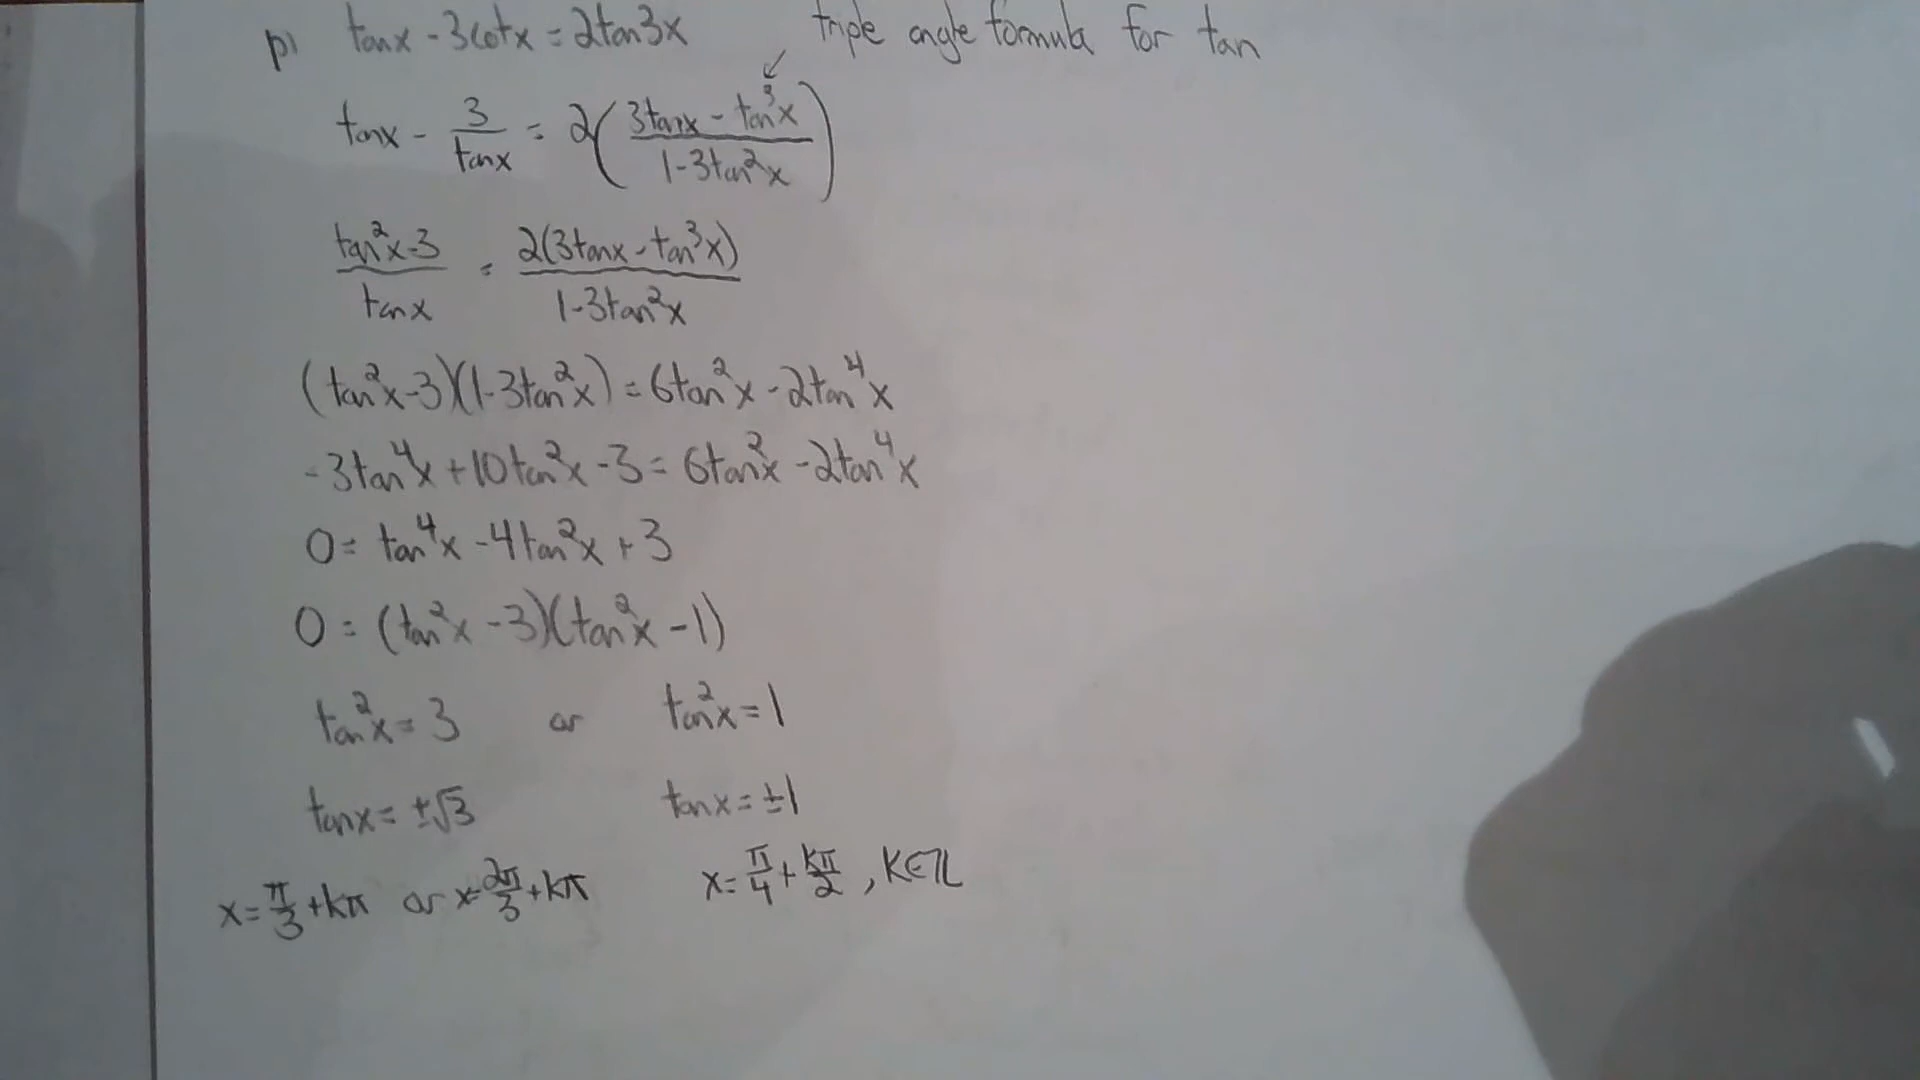 p) tanx - 3cotx = 2tan3x triple angle formula for tan
tanx - 3/tanx = 2((3tanx - tan³x)/(1-3tan²x))
(tan²x-3)/tanx = 2(3tanx-tan³x)/(1-3tan²x)
(tan²x-3)(1-3tan²x) = 6tan²x - 2tan⁴x
-3tan⁴x + 10tan²x - 3 = 6tan²x - 2tan⁴x
0 = tan⁴x - 4tan²x + 3
0 = (tan²x - 3)(tan²x - 1)
tan²x = 3 or tan²x = 1
tanx = ±√3 tanx = ±1
x = π/3 + kπ or x = 2π/3 + kπ x = π/4 + kπ/2, k∈ℤ